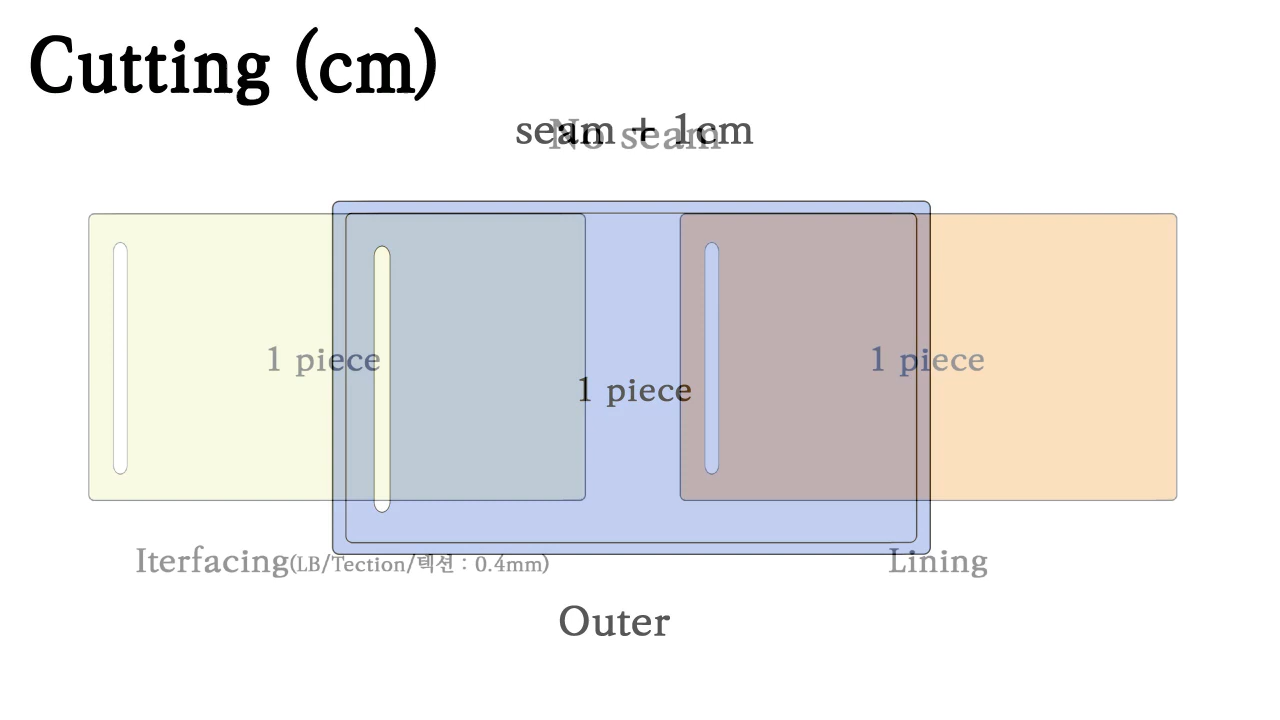 Cutting (cm)
seam + 1cm
No seam
1 piece
1 piece
1 piece
Iterfacing(LB/Tection/텍션 : 0.4mm)
Lining
Outer